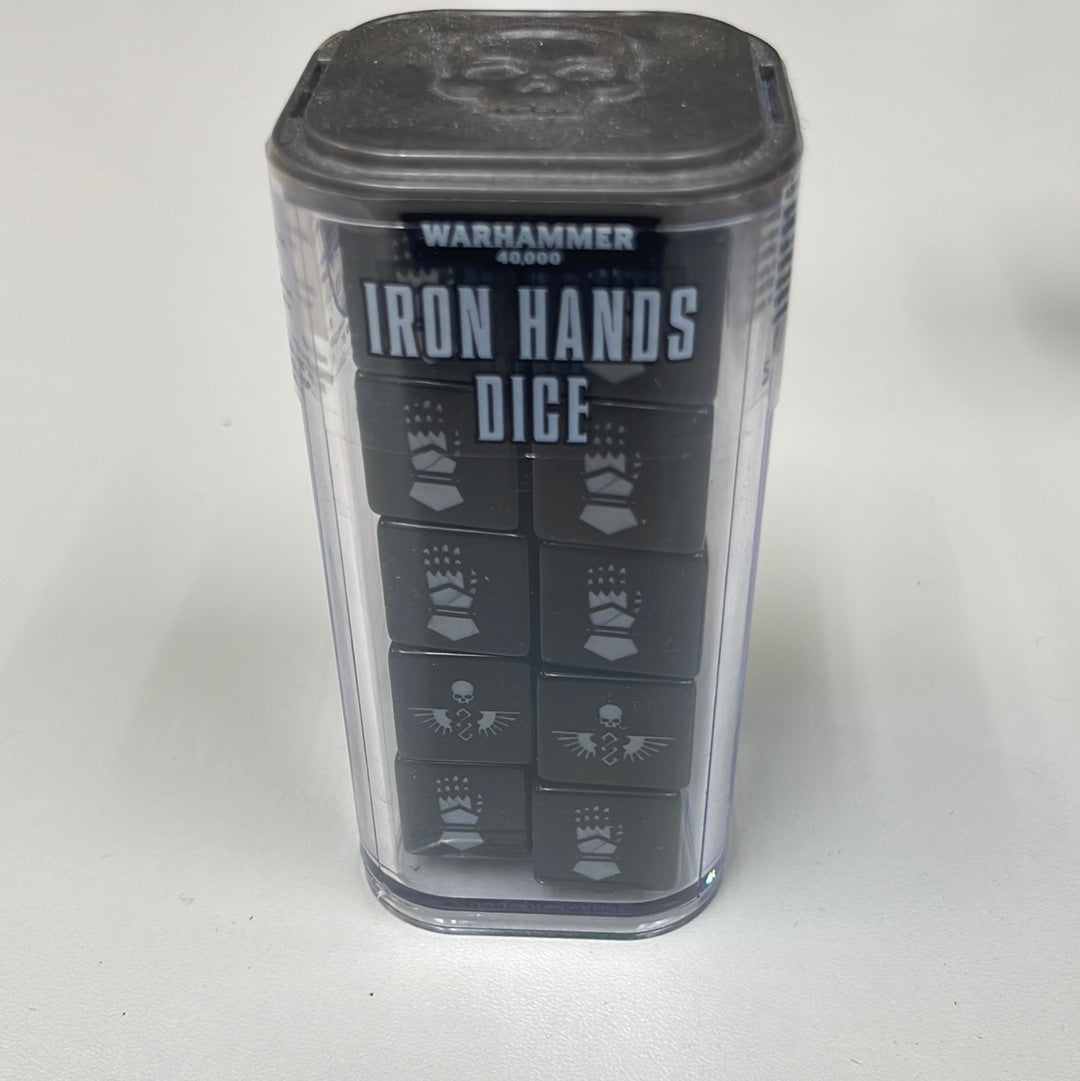 WARHAMMER
40,000
IRON HANDS
DICE